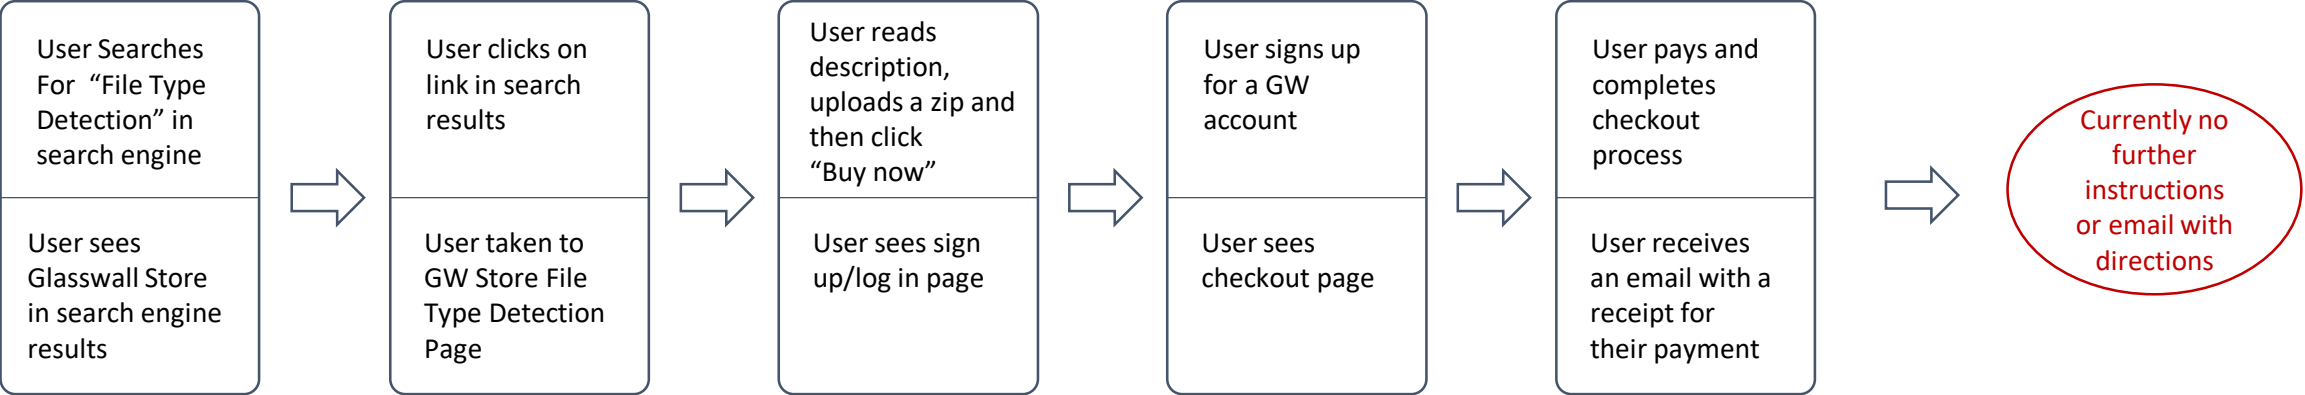 User Searches
For “File Type
Detection” in
search engine
User sees
Glasswall Store
in search engine
results
User clicks on
link in search
results
User taken to
GW Store File
Type Detection
Page
User reads
description,
uploads a zip and
then click
“Buy now”
User sees sign
up/log in page
User signs up
for a GW
account
User sees
checkout page
User pays and
completes
checkout
process
User receives
an email with a
receipt for
their payment
Currently no
further
instructions
or email with
directions